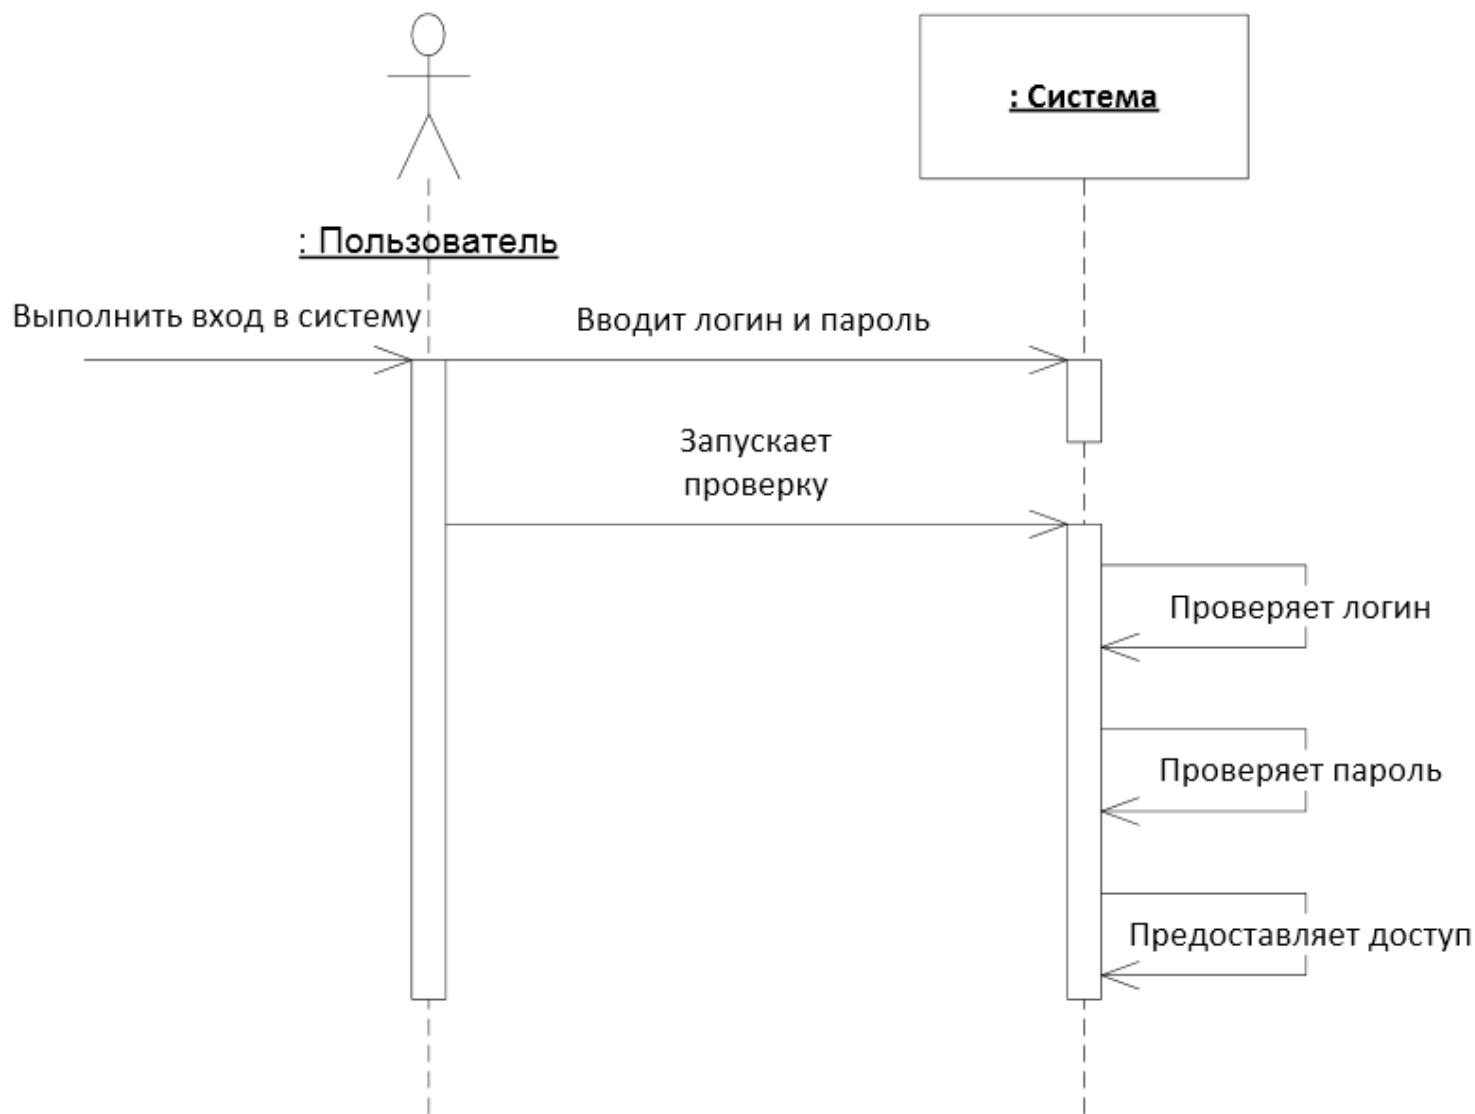 : Система
: Пользователь
Выполнить вход в систему
Вводит логин и пароль
Запускает
проверку
Проверяет логин
Проверяет пароль
Предоставляет доступ